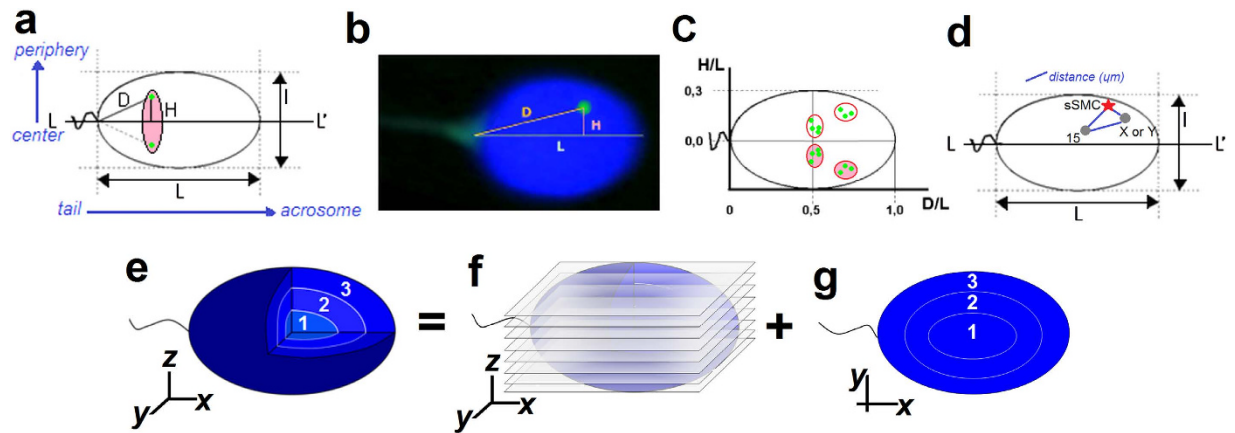 a
periphery
center
D
H
L
L'
I
L
tail
acrosome
b
D
H
L
c
H/L
0,3
0,0
0
0,5
1,0
D/L
d
distance (µm)
sSMC
15
X or Y
L
L'
I
L
e
3
2
1
z
y
x
=
f
z
y
x
+
g
3
2
1
y
x